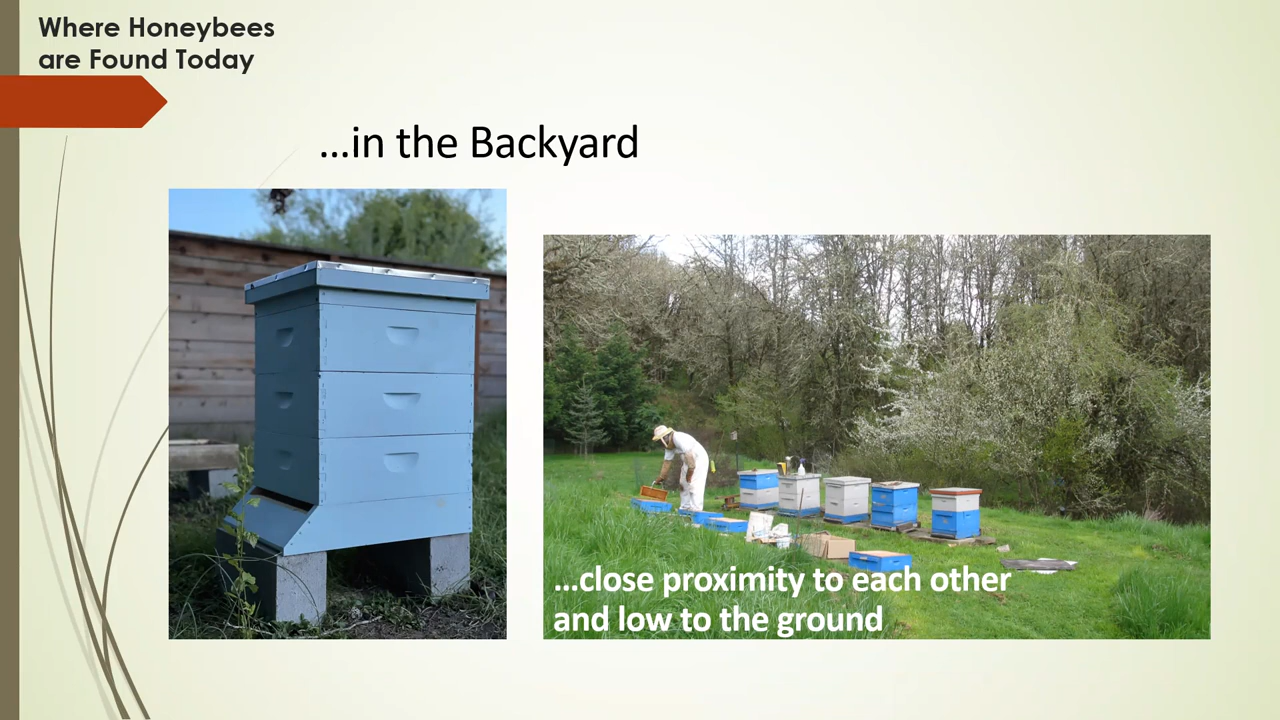 Where Honeybees
are Found Today
...in the Backyard
...close proximity to each other
and low to the ground